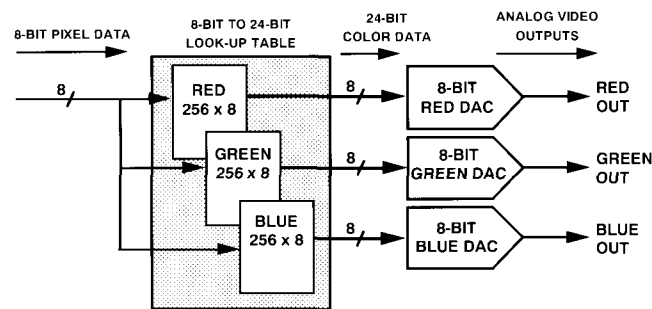 8-BIT PIXEL DATA
8-BIT TO 24-BIT
LOOK-UP TABLE
24-BIT
COLOR DATA
ANALOG VIDEO
OUTPUTS
8
RED
256 x 8
8
8-BIT
RED DAC
RED
OUT
GREEN
256 x 8
8
8-BIT
GREEN DAC
GREEN
OUT
BLUE
256 x 8
8
8-BIT
BLUE DAC
BLUE
OUT